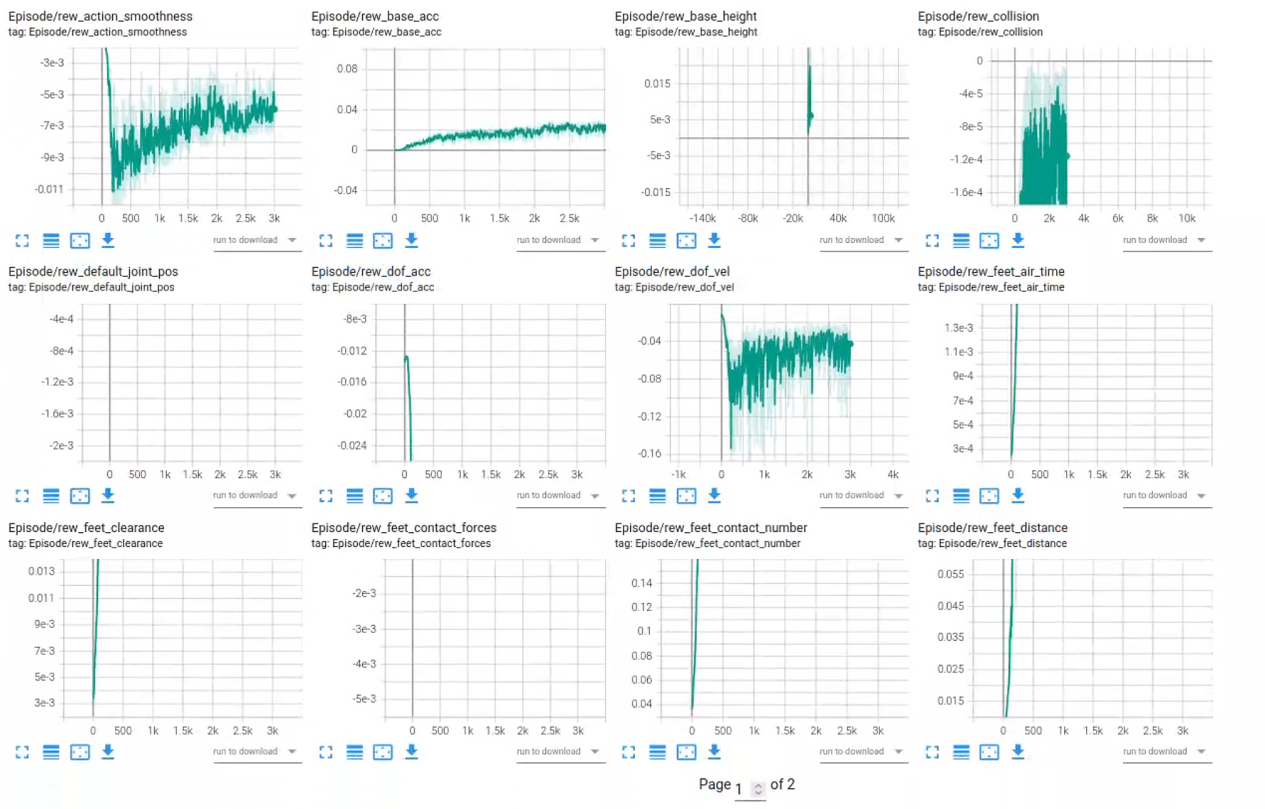 Episode/rew_action_smoothness
tag: Episode/rew_action_smoothness
-3e-3
-5e-3
-7e-3
-9e-3
-0.011
0 500 1k 1.5k 2k 2.5k 3k
run to download
Episode/rew_base_acc
tag: Episode/rew_base_acc
0.08
0.04
0
-0.04
0 500 1k 1.5k 2k 2.5k
run to download
Episode/rew_base_height
tag: Episode/rew_base_height
0.015
5e-3
-5e-3
-0.015
-140k -80k -20k 40k 100k
run to download
Episode/rew_collision
tag: Episode/rew_collision
0
-4e-5
-8e-5
-1.2e-4
-1.6e-4
0 2k 4k 6k 8k 10k
run to download
Episode/rew_default_joint_pos
tag: Episode/rew_default_joint_pos
-4e-4
-8e-4
-1.2e-3
-1.6e-3
-2e-3
0 500 1k 1.5k 2k 2.5k 3k
run to download
Episode/rew_dof_acc
tag: Episode/rew_dof_acc
-8e-3
-0.012
-0.016
-0.02
-0.024
0 500 1k 1.5k 2k 2.5k 3k
run to download
Episode/rew_dof_vel
tag: Episode/rew_dof_vel
-0.04
-0.08
-0.12
-0.16
-1k 0 1k 2k 3k 4k
run to download
Episode/rew_feet_air_time
tag: Episode/rew_feet_air_time
1.3e-3
1.1e-3
9e-4
7e-4
5e-4
3e-4
0 500 1k 1.5k 2k 2.5k 3k
run to download
Episode/rew_feet_clearance
tag: Episode/rew_feet_clearance
0.013
0.011
9e-3
7e-3
5e-3
3e-3
0 500 1k 1.5k 2k 2.5k 3k
run to download
Episode/rew_feet_contact_forces
tag: Episode/rew_feet_contact_forces
-2e-3
-3e-3
-4e-3
-5e-3
0 500 1k 1.5k 2k 2.5k 3k
run to download
Episode/rew_feet_contact_number
tag: Episode/rew_feet_contact_number
0.14
0.12
0.1
0.08
0.06
0.04
0 500 1k 1.5k 2k 2.5k 3k
run to download
Episode/rew_feet_distance
tag: Episode/rew_feet_distance
0.055
0.045
0.035
0.025
0.015
0 500 1k 1.5k 2k 2.5k 3k
run to download
Page 1 of 2